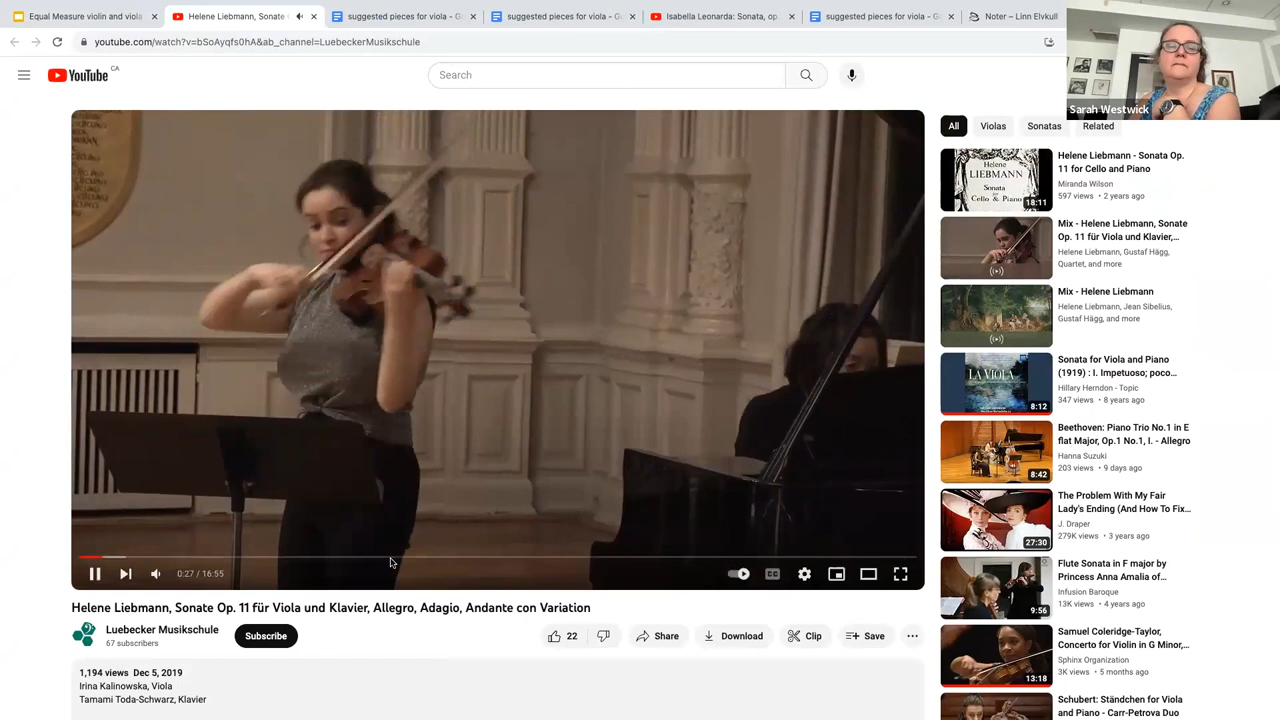 Equal Measure violin and viola
Helene Liebmann, Sonate
suggested pieces for viola - G
suggested pieces for viola - G
Isabella Leonarda: Sonata, op.
suggested pieces for viola - G
Noter – Linn Elvkull
youtube.com/watch?v=bSoAyqfs0hA&ab_channel=LuebeckerMusikschule
YouTube CA
Search
Sarah Westwick
All
Violas
Sonatas
Related
Helene Liebmann - Sonata Op.
11 for Cello and Piano
Miranda Wilson
597 views • 2 years ago
Helene
LIEBMANN
Sonata
for
Cello & Piano
18:11
Mix - Helene Liebmann, Sonate
Op. 11 für Viola und Klavier,...
Helene Liebmann, Gustaf Hägg,
Quartet, and more
Mix - Helene Liebmann
Helene Liebmann, Jean Sibelius,
Gustaf Hägg, and more
Sonata for Viola and Piano
(1919) : I. Impetuoso; poco...
Hillary Herndon - Topic
347 views • 8 years ago
LA VIOLA
8:12
Beethoven: Piano Trio No.1 in E
flat Major, Op.1 No.1, I. - Allegro
Hanna Suzuki
203 views • 9 days ago
8:42
The Problem With My Fair
Lady's Ending (And How To Fix...
J. Draper
279K views • 3 years ago
27:30
Flute Sonata in F major by
Princess Anna Amalia of...
Infusion Baroque
13K views • 4 years ago
9:56
Samuel Coleridge-Taylor,
Concerto for Violin in G Minor,...
Sphinx Organization
3K views • 5 months ago
13:18
Schubert: Ständchen for Viola
and Piano - Carr-Petrova Duo
0:27 / 16:55
CC
Helene Liebmann, Sonate Op. 11 für Viola und Klavier, Allegro, Adagio, Andante con Variation
Luebecker Musikschule
67 subscribers
Subscribe
22
Share
Download
Clip
Save
1,194 views Dec 5, 2019
Irina Kalinowska, Viola
Tamami Toda-Schwarz, Klavier